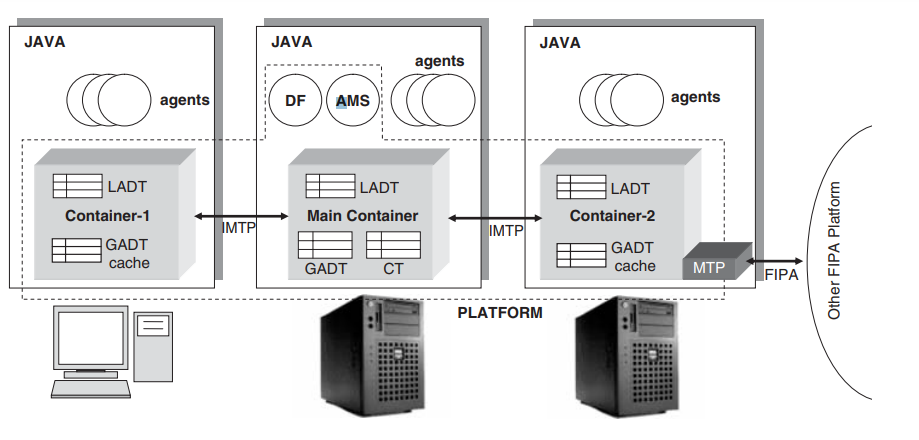 JAVA
agents
LADT
Container-1
GADT
cache
IMTP
JAVA
agents
DF
AMS
LADT
Main Container
GADT
CT
IMTP
JAVA
agents
LADT
Container-2
GADT
cache
MTP
FIPA
Other FIPA Platform
PLATFORM